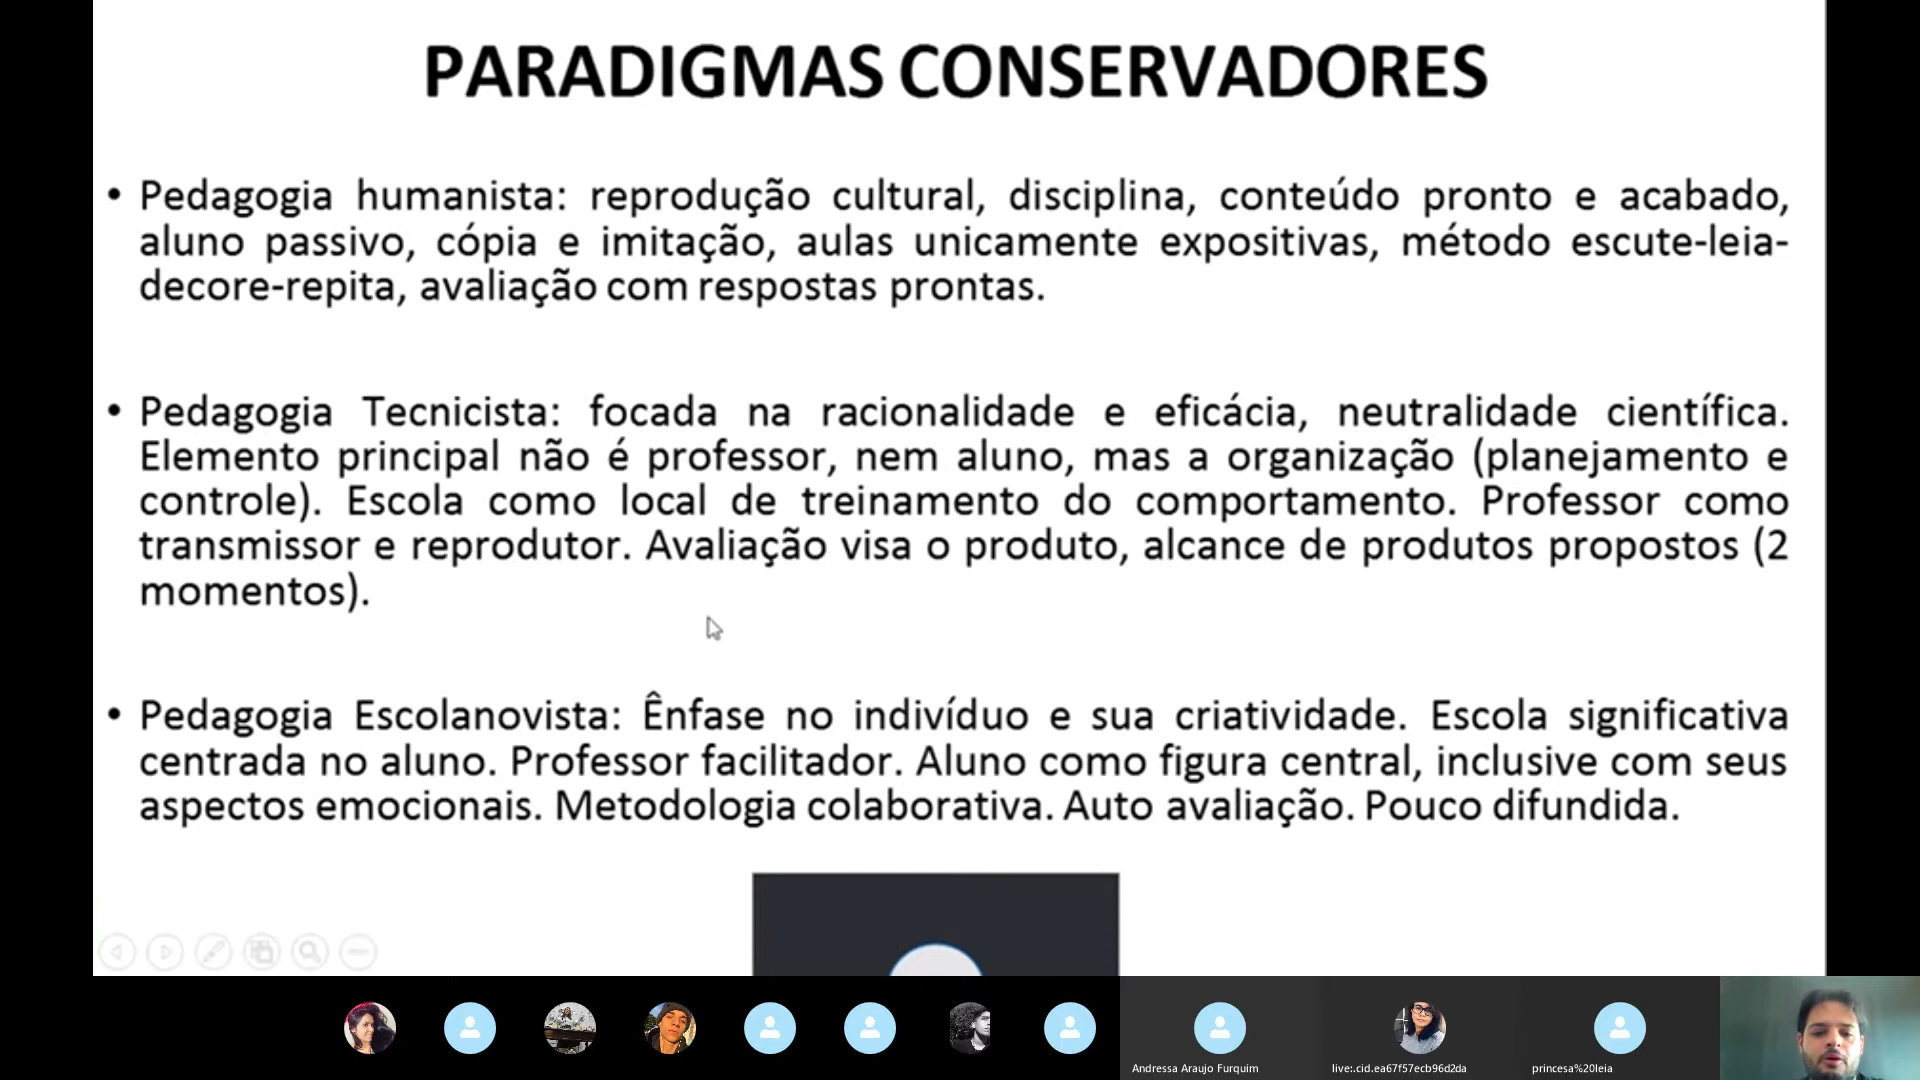 PARADIGMAS CONSERVADORES
• Pedagogia humanista: reprodução cultural, disciplina, conteúdo pronto e acabado,
aluno passivo, cópia e imitação, aulas unicamente expositivas, método escute-leia-
decore-repita, avaliação com respostas prontas.
• Pedagogia Tecnicista: focada na racionalidade e eficácia, neutralidade científica.
Elemento principal não é professor, nem aluno, mas a organização (planejamento e
controle). Escola como local de treinamento do comportamento. Professor como
transmissor e reprodutor. Avaliação visa o produto, alcance de produtos propostos (2
momentos).
• Pedagogia Escolanovista: Ênfase no indivíduo e sua criatividade. Escola significativa
centrada no aluno. Professor facilitador. Aluno como figura central, inclusive com seus
aspectos emocionais. Metodologia colaborativa. Auto avaliação. Pouco difundida.
Andressa Araujo Furquim
live:.cid.ea67f57ecb96d2da
princesa%20leia